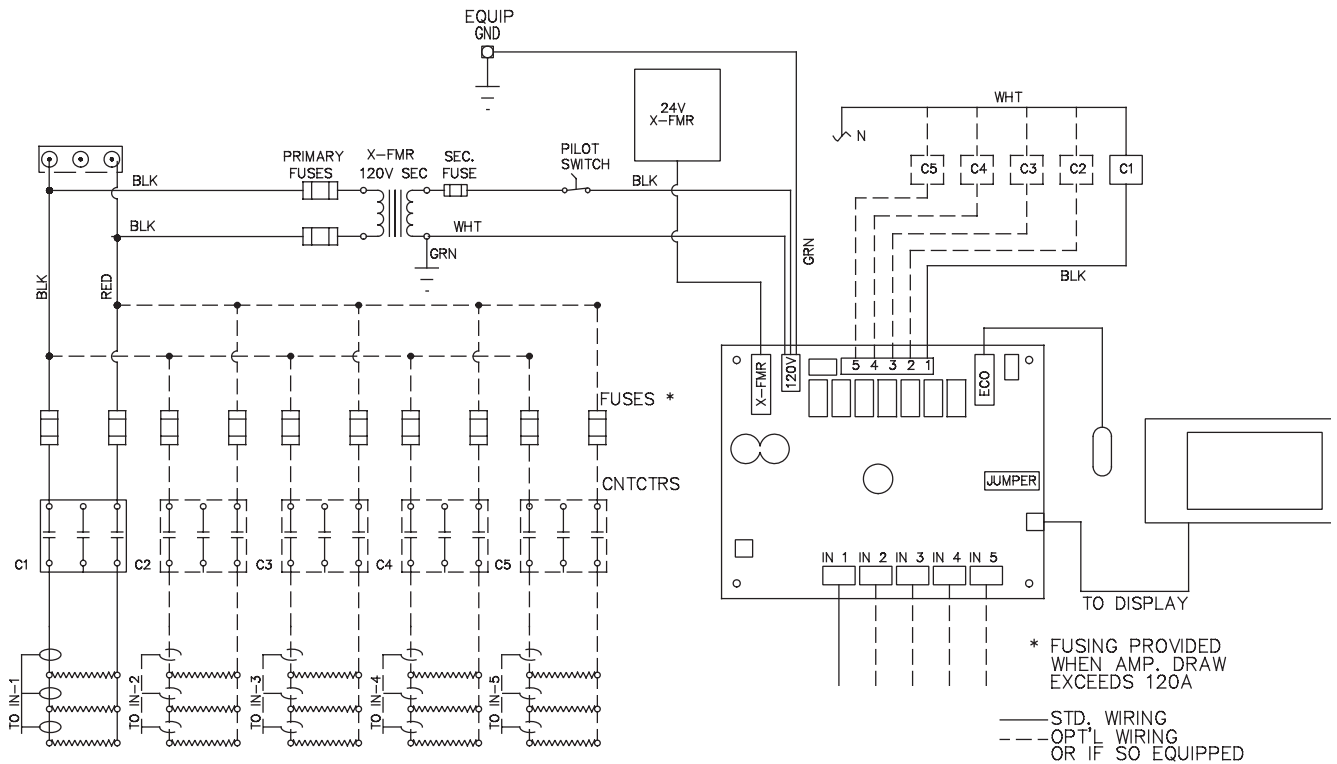 EQUIP
GND
24V
X-FMR
WHT
N
C5
C4
C3
C2
C1
PRIMARY
FUSES
X-FMR
120V SEC
SEC.
FUSE
PILOT
SWITCH
BLK
BLK
BLK
WHT
GRN
GRN
BLK
BLK
RED
X-FMR
120V
5 4 3 2 1
ECO
FUSES *
CNTCTRS
JUMPER
C1
C2
C3
C4
C5
IN 1
IN 2
IN 3
IN 4
IN 5
TO DISPLAY
TO IN-1
TO IN-2
TO IN-3
TO IN-4
TO IN-5
* FUSING PROVIDED
WHEN AMP. DRAW
EXCEEDS 120A
STD. WIRING
OPT'L WIRING
OR IF SO EQUIPPED